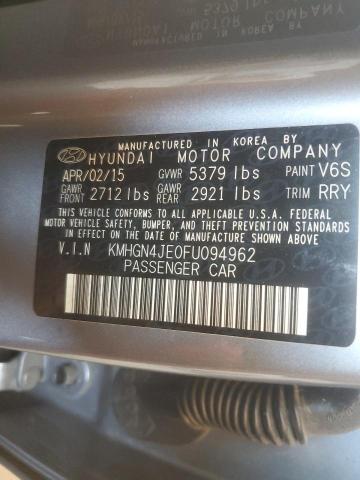 MANUFACTURED IN KOREA BY
HYUNDAI MOTOR COMPANY
APR/02/15 GVWR 5379 lbs PAINT V6S
GAWR FRONT 2712 lbs GAWR REAR 2921 lbs TRIM RRY
THIS VEHICLE CONFORMS TO ALL APPLICABLE U.S.A. FEDERAL
MOTOR VEHICLE SAFETY, BUMPER, AND THEFT PREVENTION STANDARDS
IN EFFECT ON THE DATE OF MANUFACTURE SHOWN ABOVE.
V.I.N KMHGN4JE0FU094962
PASSENGER CAR